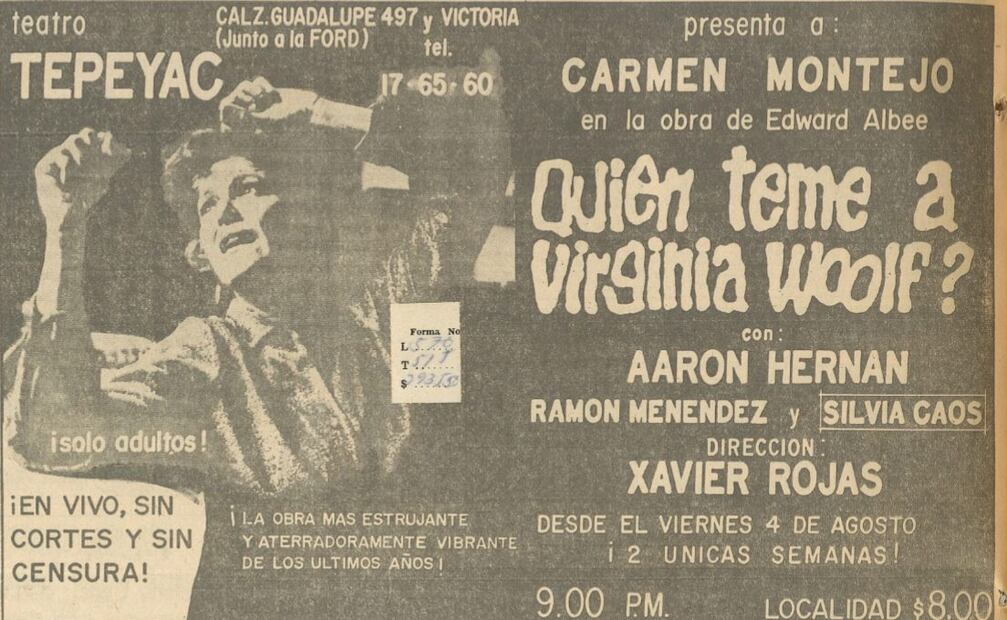 teatro
TEPEYAC
CALZ. GUADALUPE 497 y VICTORIA
(Junto a la FORD)
tel.
17-65-60
¡solo adultos!
¡EN VIVO, SIN
CORTES Y SIN
CENSURA!
¡LA OBRA MAS ESTRUJANTE
Y ATERRADORAMENTE VIBRANTE
DE LOS ULTIMOS AÑOS!
Forma No
L
T
$
presenta a:
CARMEN MONTEJO
en la obra de Edward Albee
Quien teme a
Virginia Woolf?
con:
AARON HERNAN
RAMON MENENDEZ y SILVIA CAOS
DIRECCION:
XAVIER ROJAS
DESDE EL VIERNES 4 DE AGOSTO
¡2 UNICAS SEMANAS!
9.00 P.M. LOCALIDAD $8.00